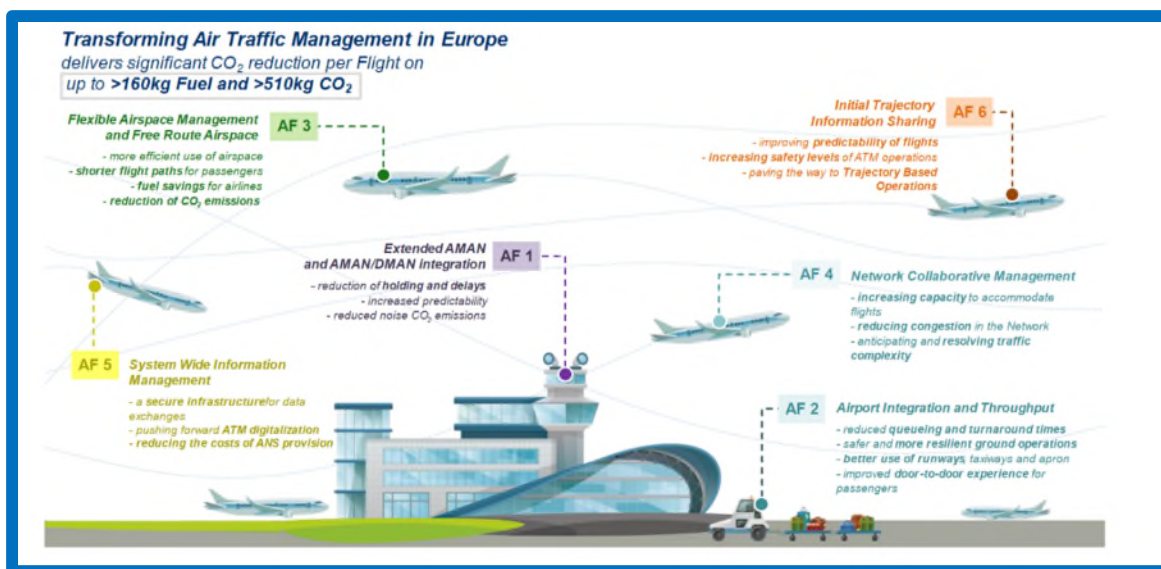 Transforming Air Traffic Management in Europe
delivers significant CO₂ reduction per Flight on
up to >160kg Fuel and >510kg CO₂
Flexible Airspace Management
and Free Route Airspace
AF 3
- more efficient use of airspace
- shorter flight paths for passengers
- fuel savings for airlines
- reduction of CO₂ emissions
Initial Trajectory
Information Sharing
AF 6
- improving predictability of flights
- increasing safety levels of ATM operations
- paving the way to Trajectory Based
Operations
Extended AMAN
and AMAN/DMAN integration
AF 1
- reduction of holding and delays
- increased predictability
- reduced noise CO₂ emissions
AF 4
Network Collaborative Management
- increasing capacity to accommodate
flights
- reducing congestion in the Network
- anticipating and resolving traffic
complexity
AF 5
System Wide Information
Management
- a secure infrastructurefor data
exchanges
- pushing forward ATM digitalization
- reducing the costs of ANS provision
AF 2
Airport Integration and Throughput
- reduced queueing and turnaround times
- safer and more resilient ground operations
- better use of runways, taxiways and apron
- improved door-to-door experience for
passengers